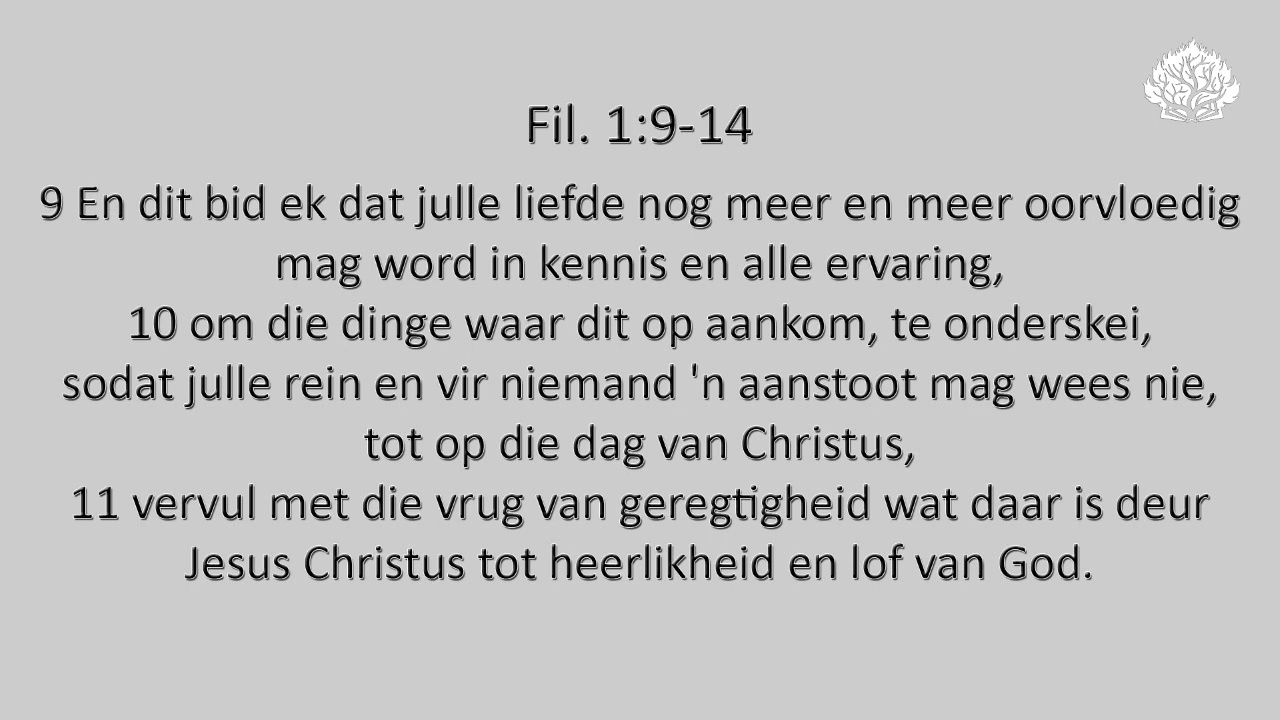 Fil. 1:9-14
9 En dit bid ek dat julle liefde nog meer en meer oorvloedig
mag word in kennis en alle ervaring,
10 om die dinge waar dit op aankom, te onderskei,
sodat julle rein en vir niemand 'n aanstoot mag wees nie,
tot op die dag van Christus,
11 vervul met die vrug van geregtigheid wat daar is deur
Jesus Christus tot heerlikheid en lof van God.